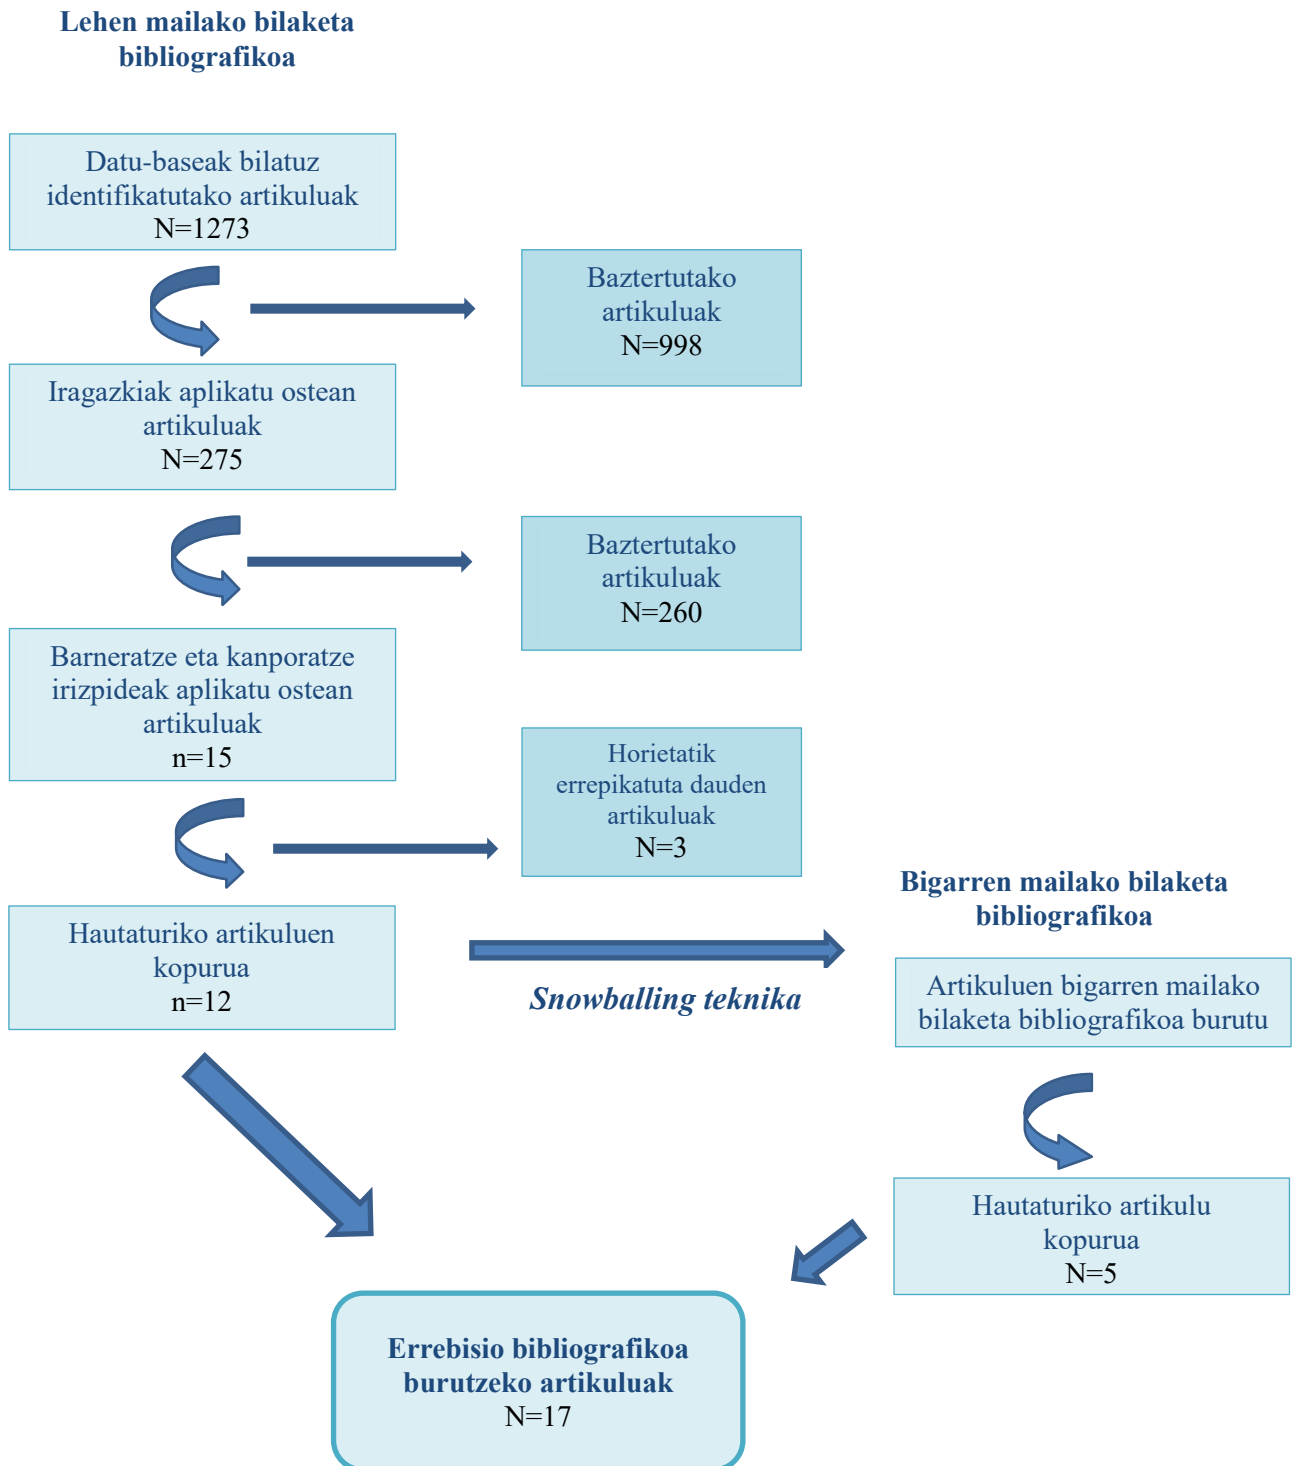 Lehen mailako bilaketa
bibliografikoa
Datu-baseak bilatuz
identifikatutako artikuluak
N=1273
Baztertutako
artikuluak
N=998
Iragazkiak aplikatu ostean
artikuluak
N=275
Baztertutako
artikuluak
N=260
Barneratze eta kanporatze
irizpideak aplikatu ostean
artikuluak
n=15
Horietatik
errepikatuta dauden
artikuluak
N=3
Hautaturiko artikuluen
kopurua
n=12
Snowballing teknika
Bigarren mailako bilaketa
bibliografikoa
Artikuluen bigarren mailako
bilaketa bibliografikoa burutu
Hautaturiko artikulu
kopurua
N=5
Errebisio bibliografikoa
burutzeko artikuluak
N=17